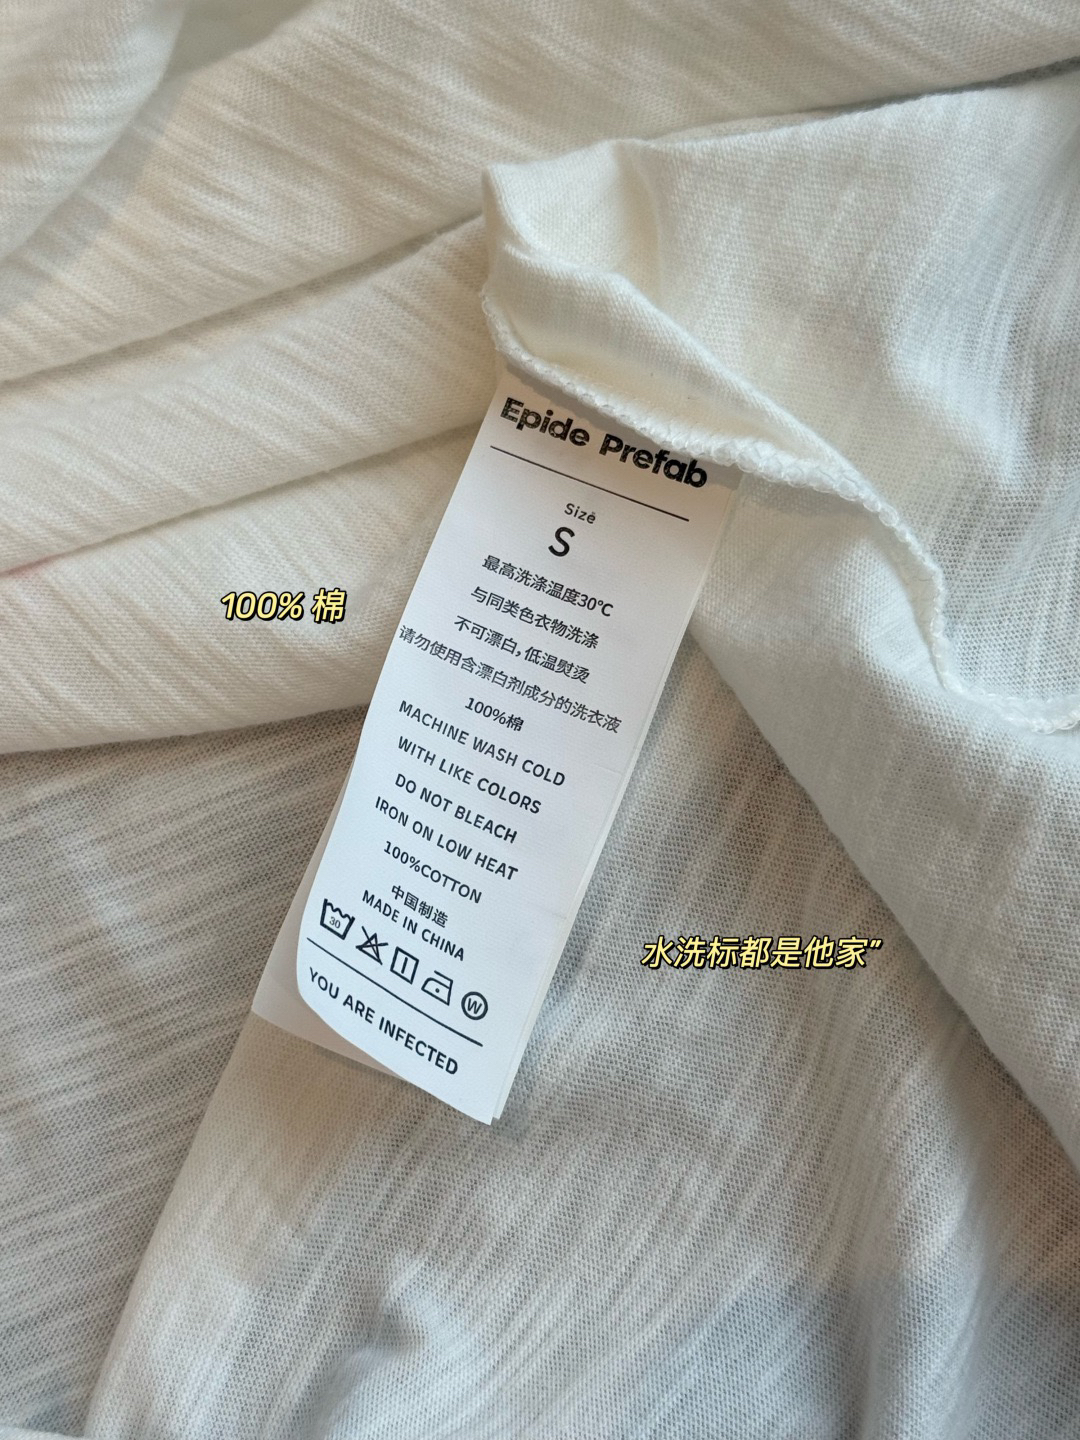 Epide Prefab
Size
S
最高洗涤温度30°C
与同类色衣物洗涤
不可漂白，低温熨烫
请勿使用含漂白剂成分的洗衣液
100%棉
MACHINE WASH COLD
WITH LIKE COLORS
DO NOT BLEACH
IRON ON LOW HEAT
100%COTTON
中国制造
MADE IN CHINA
30
W
YOU ARE INFECTED
100% 棉
水洗标都是他家”